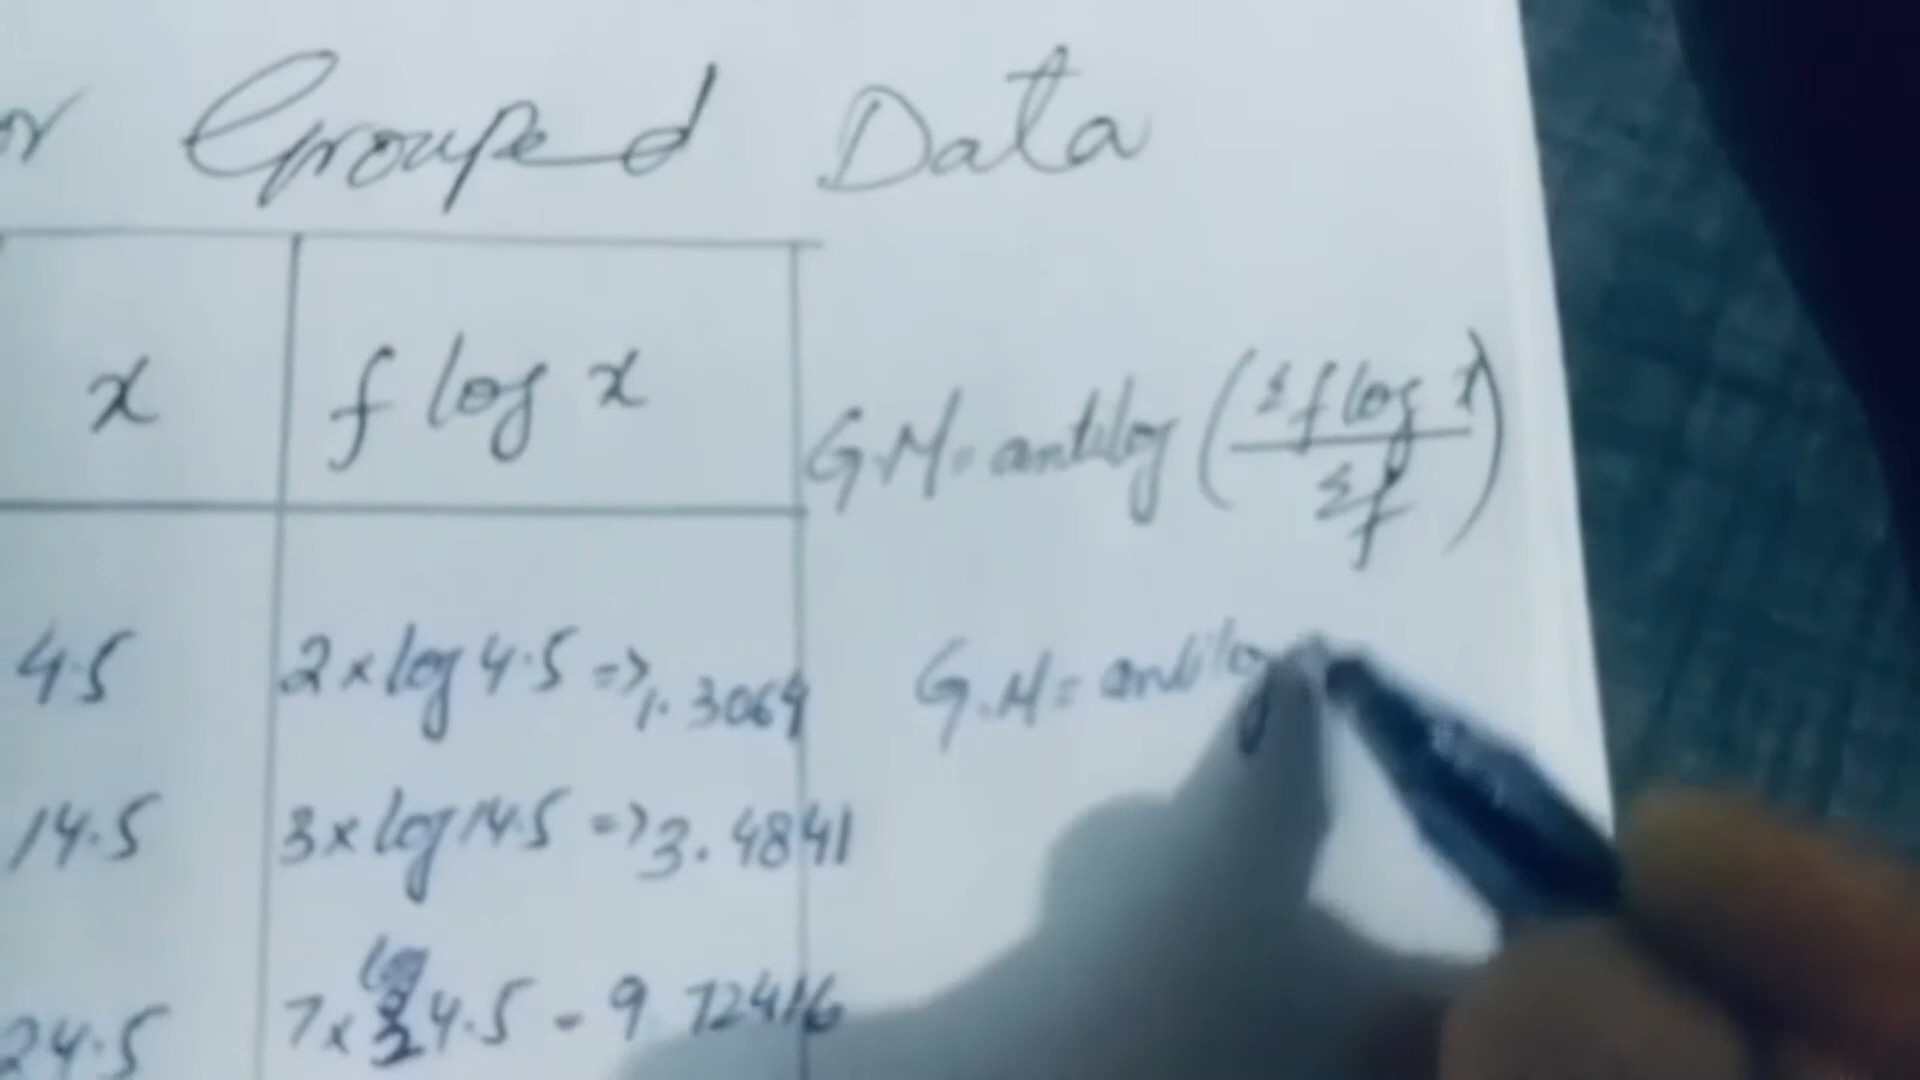 Grouped Data
x f log x
G.M = antilog (Σf log x / Σf)
4.5 2 x log 4.5 => 1.3064
G.M = antilog
14.5 3 x log 14.5 => 3.4841
24.5 7 x log 24.5 - 9.72416